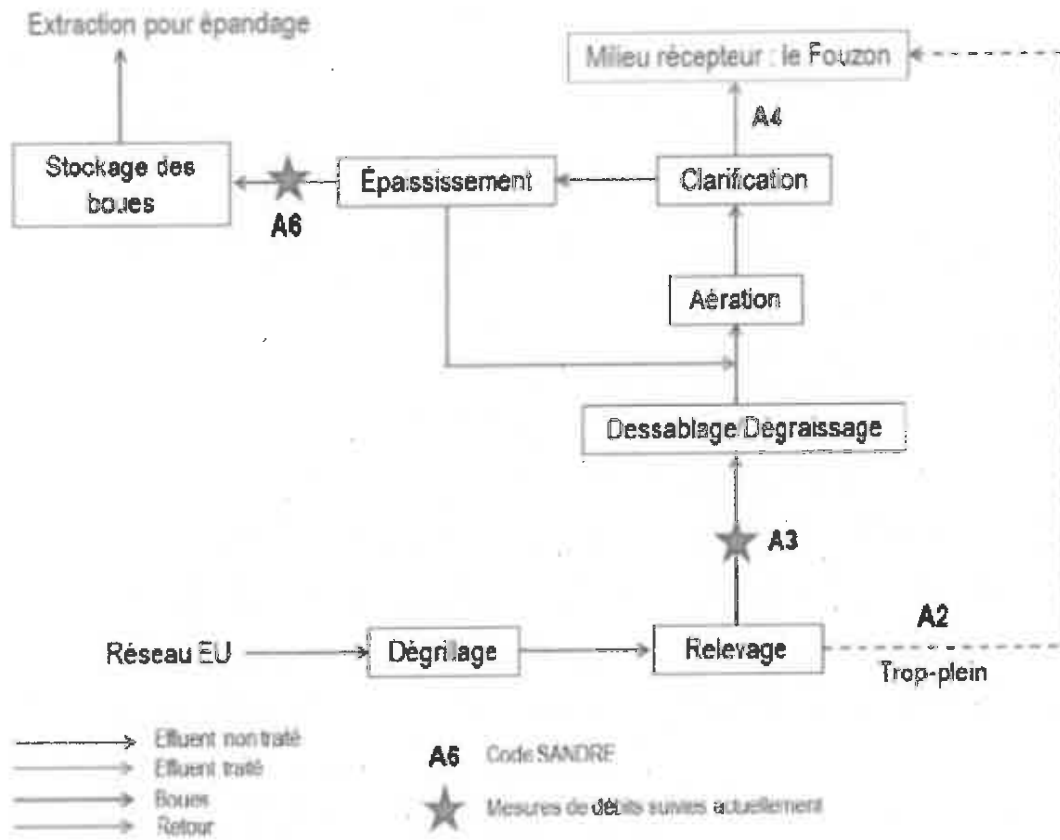 Extraction pour épandage
Milieu récepteur : le Fouzon
A4
Stockage des
boues
A6
Épaississement
Clarification
Aération
Dessablage/Dégraissage
A3
A2
Réseau EU
Dégrillage
Relevage
Trop-plein
Effluent non traité
Effluent traité
Boues
Retour
A6 Code SANDRE
Mesures de débits suivies actuellement